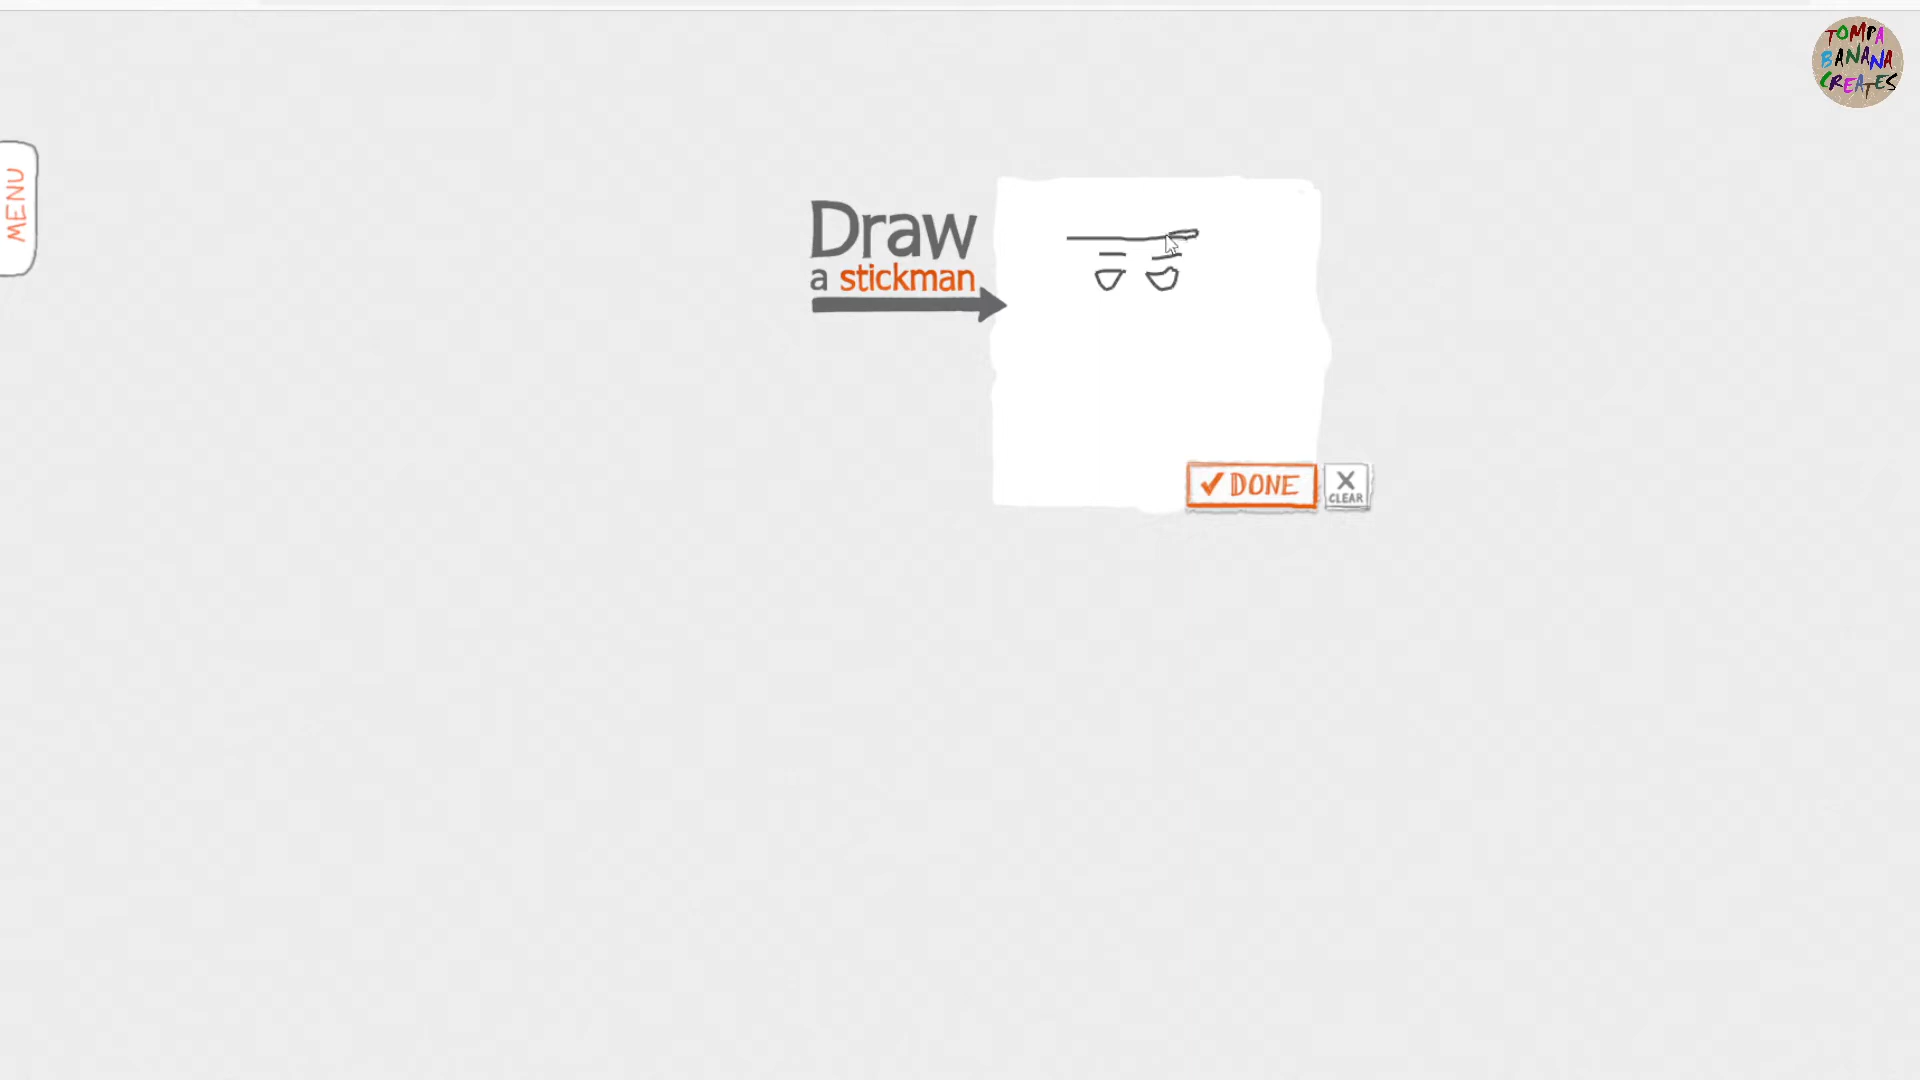 TOMPA
BANANA
CREATES
MENU
Draw
a stickman
DONE
X
CLEAR